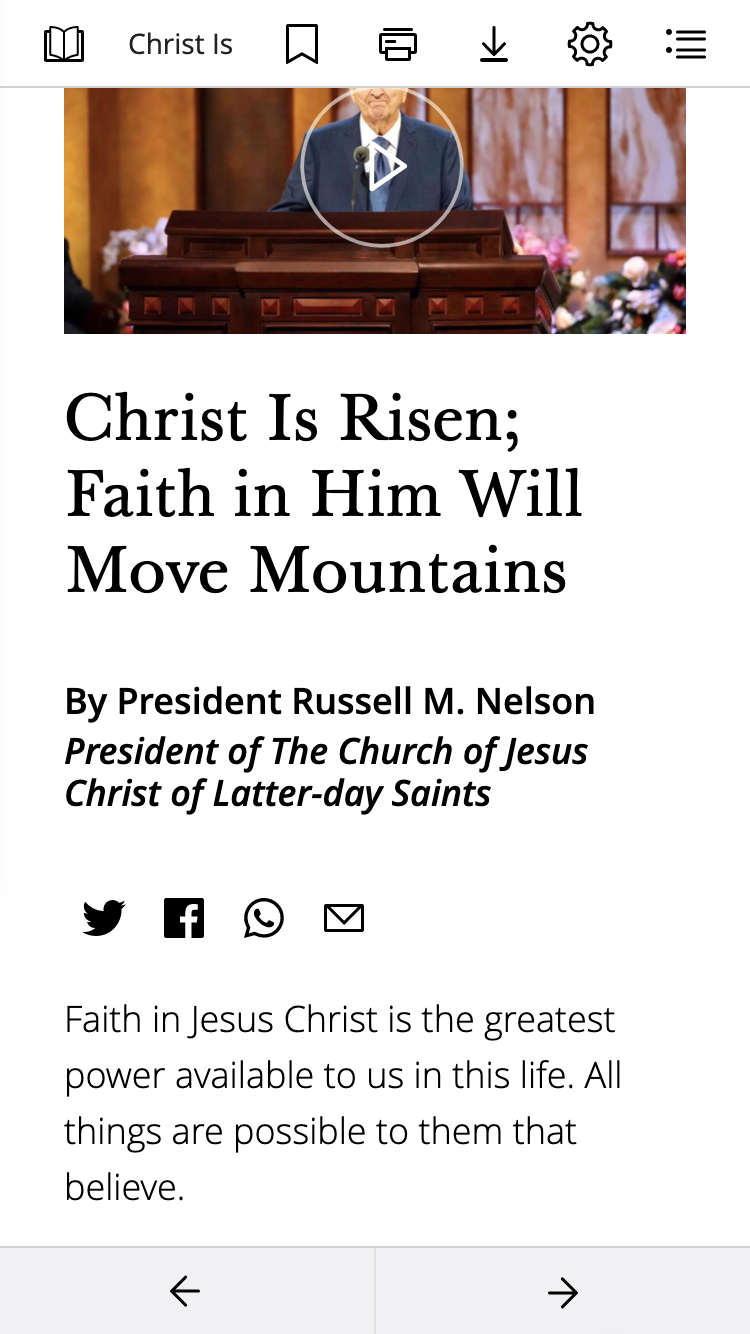 Christ Is
Christ Is Risen;
Faith in Him Will
Move Mountains
By President Russell M. Nelson
President of The Church of Jesus
Christ of Latter-day Saints
Faith in Jesus Christ is the greatest
power available to us in this life. All
things are possible to them that
believe.